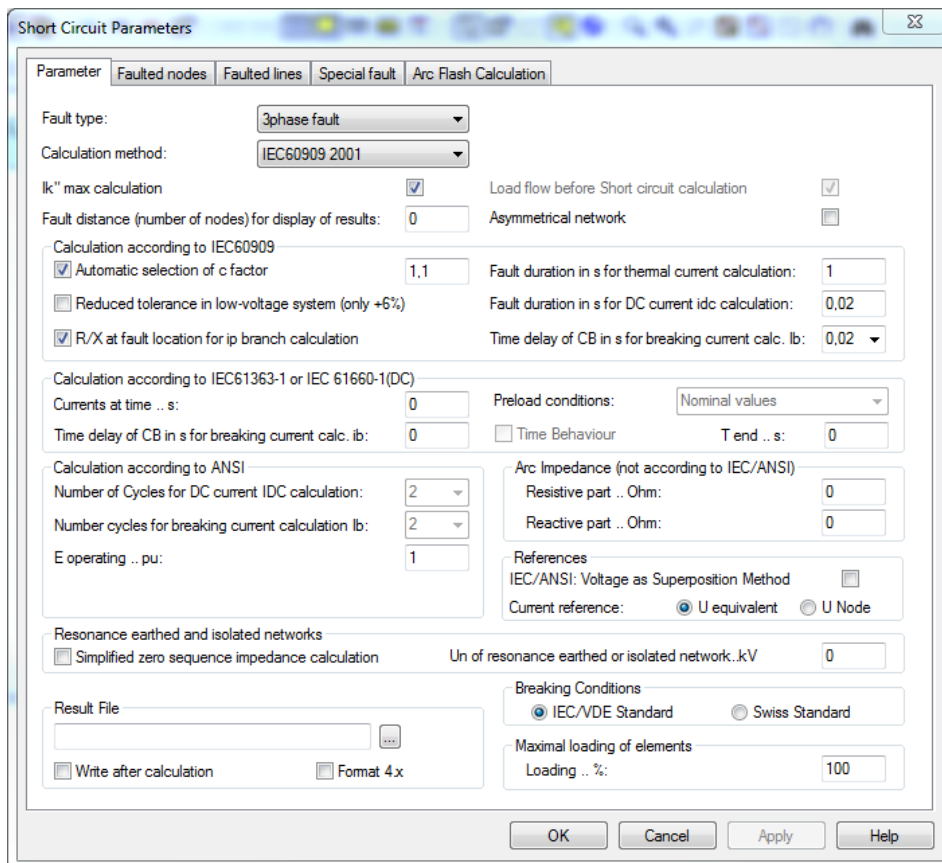 Short Circuit Parameters
Parameter Faulted nodes Faulted lines Special fault Arc Flash Calculation
Fault type: 3phase fault
Calculation method: IEC60909 2001
Ik" max calculation Load flow before Short circuit calculation
Fault distance (number of nodes) for display of results: 0 Asymmetrical network
Calculation according to IEC60909
Automatic selection of c factor 1,1 Fault duration in s for thermal current calculation: 1
Reduced tolerance in low-voltage system (only +6%) Fault duration in s for DC current idc calculation: 0,02
R/X at fault location for ip branch calculation Time delay of CB in s for breaking current calc. Ib: 0,02
Calculation according to IEC61363-1 or IEC 61660-1(DC)
Currents at time .. s: 0 Preload conditions: Nominal values
Time delay of CB in s for breaking current calc. ib: 0 Time Behaviour T end .. s: 0
Calculation according to ANSI Arc Impedance (not according to IEC/ANSI)
Number of Cycles for DC current IDC calculation: 2 Resistive part .. Ohm: 0
Number cycles for breaking current calculation Ib: 2 Reactive part .. Ohm: 0
E operating .. pu: 1 References
IEC/ANSI: Voltage as Superposition Method
Current reference: U equivalent U Node
Resonance earthed and isolated networks
Simplified zero sequence impedance calculation Un of resonance earthed or isolated network..kV 0
Breaking Conditions
Result File IEC/VDE Standard Swiss Standard
...
Maximal loading of elements
Write after calculation Format 4.x Loading .. %: 100
OK Cancel Apply Help